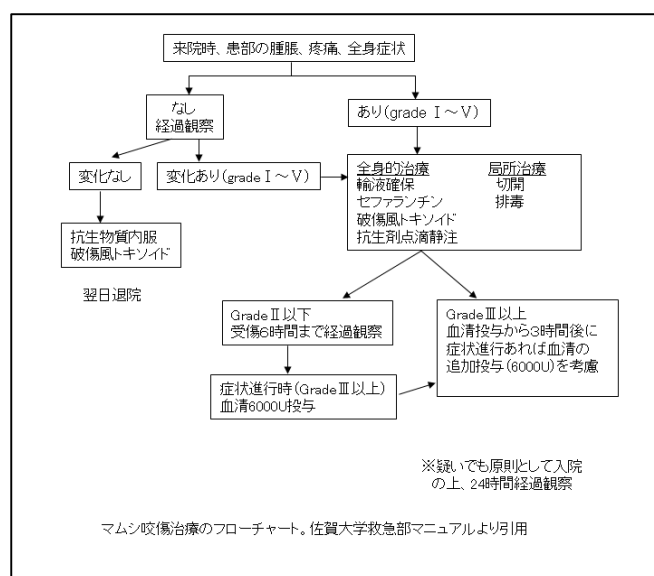 来院時、患部の腫脹、疼痛、全身症状
なし
経過観察
あり(grade Ⅰ～Ⅴ)
変化なし
変化あり(grade Ⅰ～Ⅴ)
全身的治療
輸液確保
セファランチン
破傷風トキソイド
抗生剤点滴静注
局所治療
切開
排毒
抗生物質内服
破傷風トキソイド
翌日退院
GradeⅡ以下
受傷6時間まで経過観察
GradeⅢ以上
血清投与から3時間後に
症状進行あれば血清の
追加投与(6000U)を考慮
症状進行時(GradeⅢ以上)
血清6000U投与
※疑いでも原則として入院
の上、24時間経過観察
マムシ咬傷治療のフローチャート。佐賀大学救急部マニュアルより引用